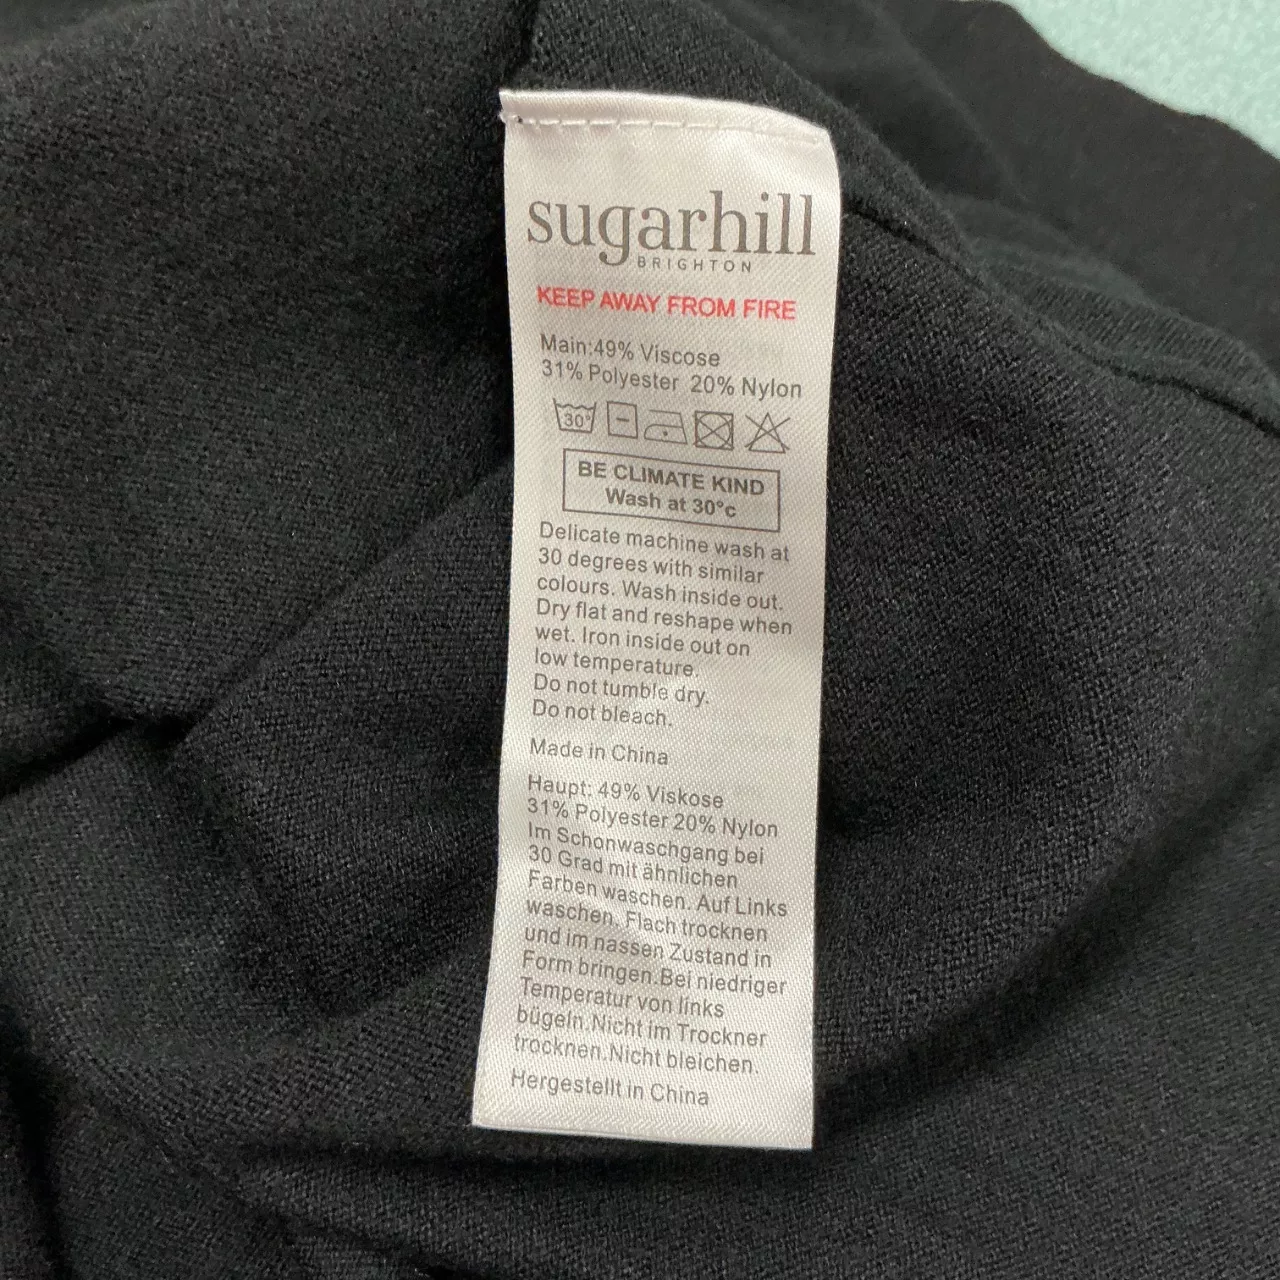 sugarhill
BRIGHTON
KEEP AWAY FROM FIRE
Main:49% Viscose
31% Polyester 20% Nylon
30°
BE CLIMATE KIND
Wash at 30°c
Delicate machine wash at
30 degrees with similar
colours. Wash inside out.
Dry flat and reshape when
wet. Iron inside out on
low temperature.
Do not tumble dry.
Do not bleach.
Made in China
Haupt: 49% Viskose
31% Polyester 20% Nylon
Im Schonwaschgang bei
30 Grad mit ähnlichen
Farben waschen. Auf Links
waschen. Flach trocknen
und im nassen Zustand in
Form bringen.Bei niedriger
Temperatur von links
bügeln.Nicht im Trockner
trocknen.Nicht bleichen.
Hergestellt in China